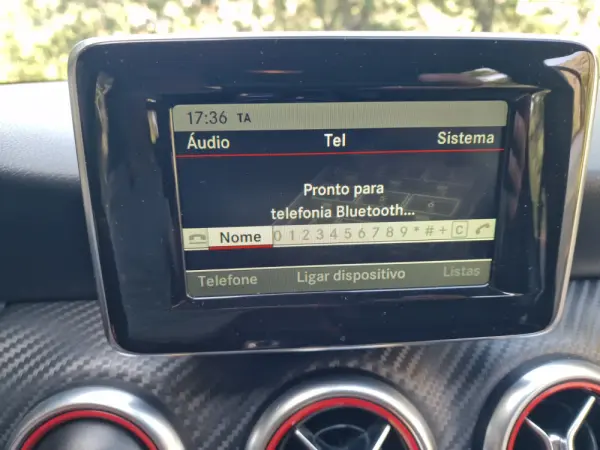 17:36 TA
Áudio Tel Sistema
Pronto para
telefonia Bluetooth...
Nome 0 1 2 3 4 5 6 7 8 9 * # + C
Telefone Ligar dispositivo Listas